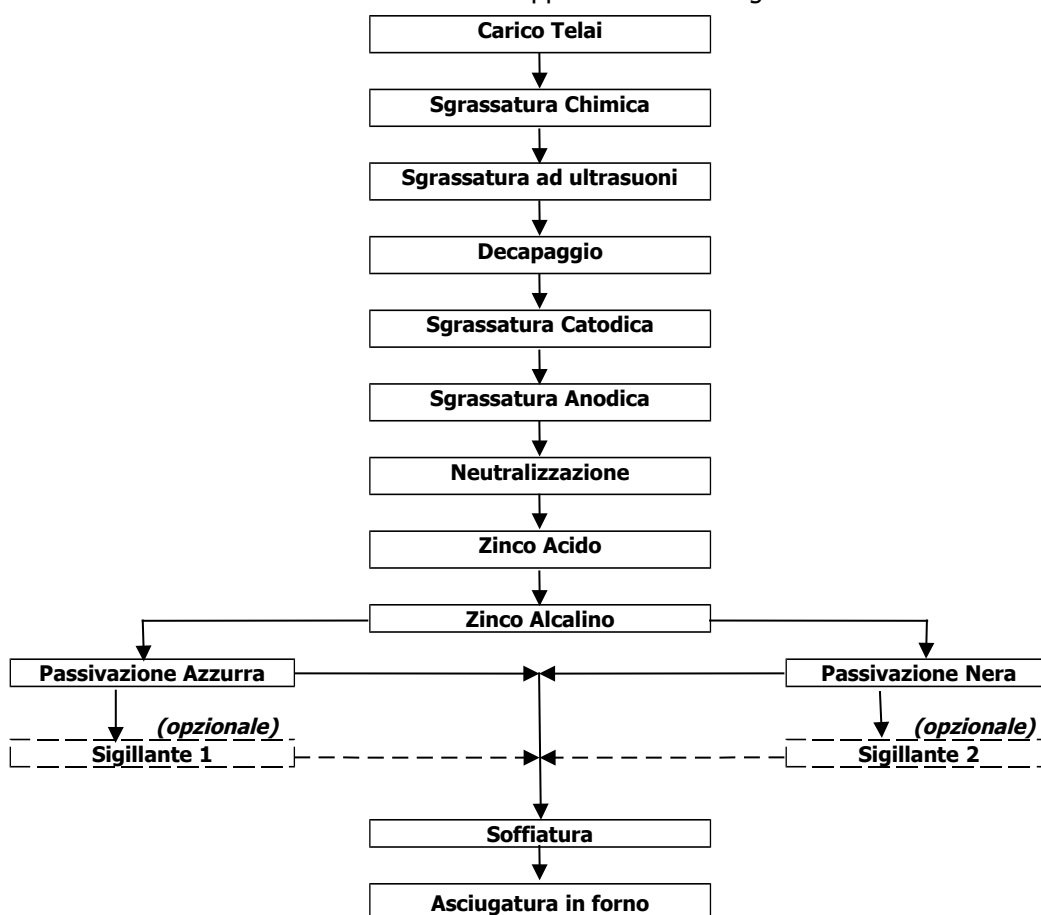 Carico Telai
Sgrassatura Chimica
Sgrassatura ad ultrasuoni
Decapaggio
Sgrassatura Catodica
Sgrassatura Anodica
Neutralizzazione
Zinco Acido
Zinco Alcalino
Passivazione Azzurra
Passivazione Nera
(opzionale)
(opzionale)
Sigillante 1
Sigillante 2
Soffiatura
Asciugatura in forno